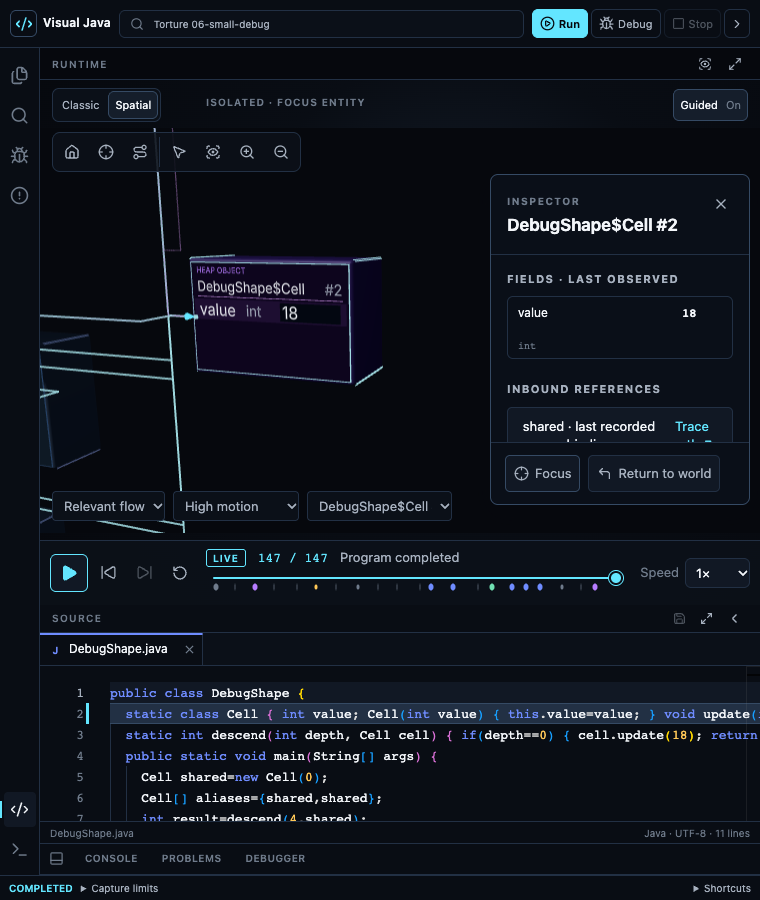 Visual Java
Torture 06-small-debug
Run
Debug
Stop
RUNTIME
Classic
Spatial
ISOLATED · FOCUS ENTITY
Guided On
HEAP OBJECT
DebugShape$Cell #2
value int 18
INSPECTOR
DebugShape$Cell #2
FIELDS · LAST OBSERVED
value 18
int
INBOUND REFERENCES
shared · last recorded
Trace
Focus
Return to world
Relevant flow
High motion
DebugShape$Cell
LIVE 147 / 147 Program completed
Speed 1×
SOURCE
J DebugShape.java
1 public class DebugShape {
2 static class Cell { int value; Cell(int value) { this.value=value; } void update(
3 static int descend(int depth, Cell cell) { if(depth==0) { cell.update(18); return
4 public static void main(String[] args) {
5 Cell shared=new Cell(0);
6 Cell[] aliases={shared,shared};
7 int result=descend(4,shared);
DebugShape.java
Java · UTF-8 · 11 lines
CONSOLE
PROBLEMS
DEBUGGER
COMPLETED
Capture limits
Shortcuts